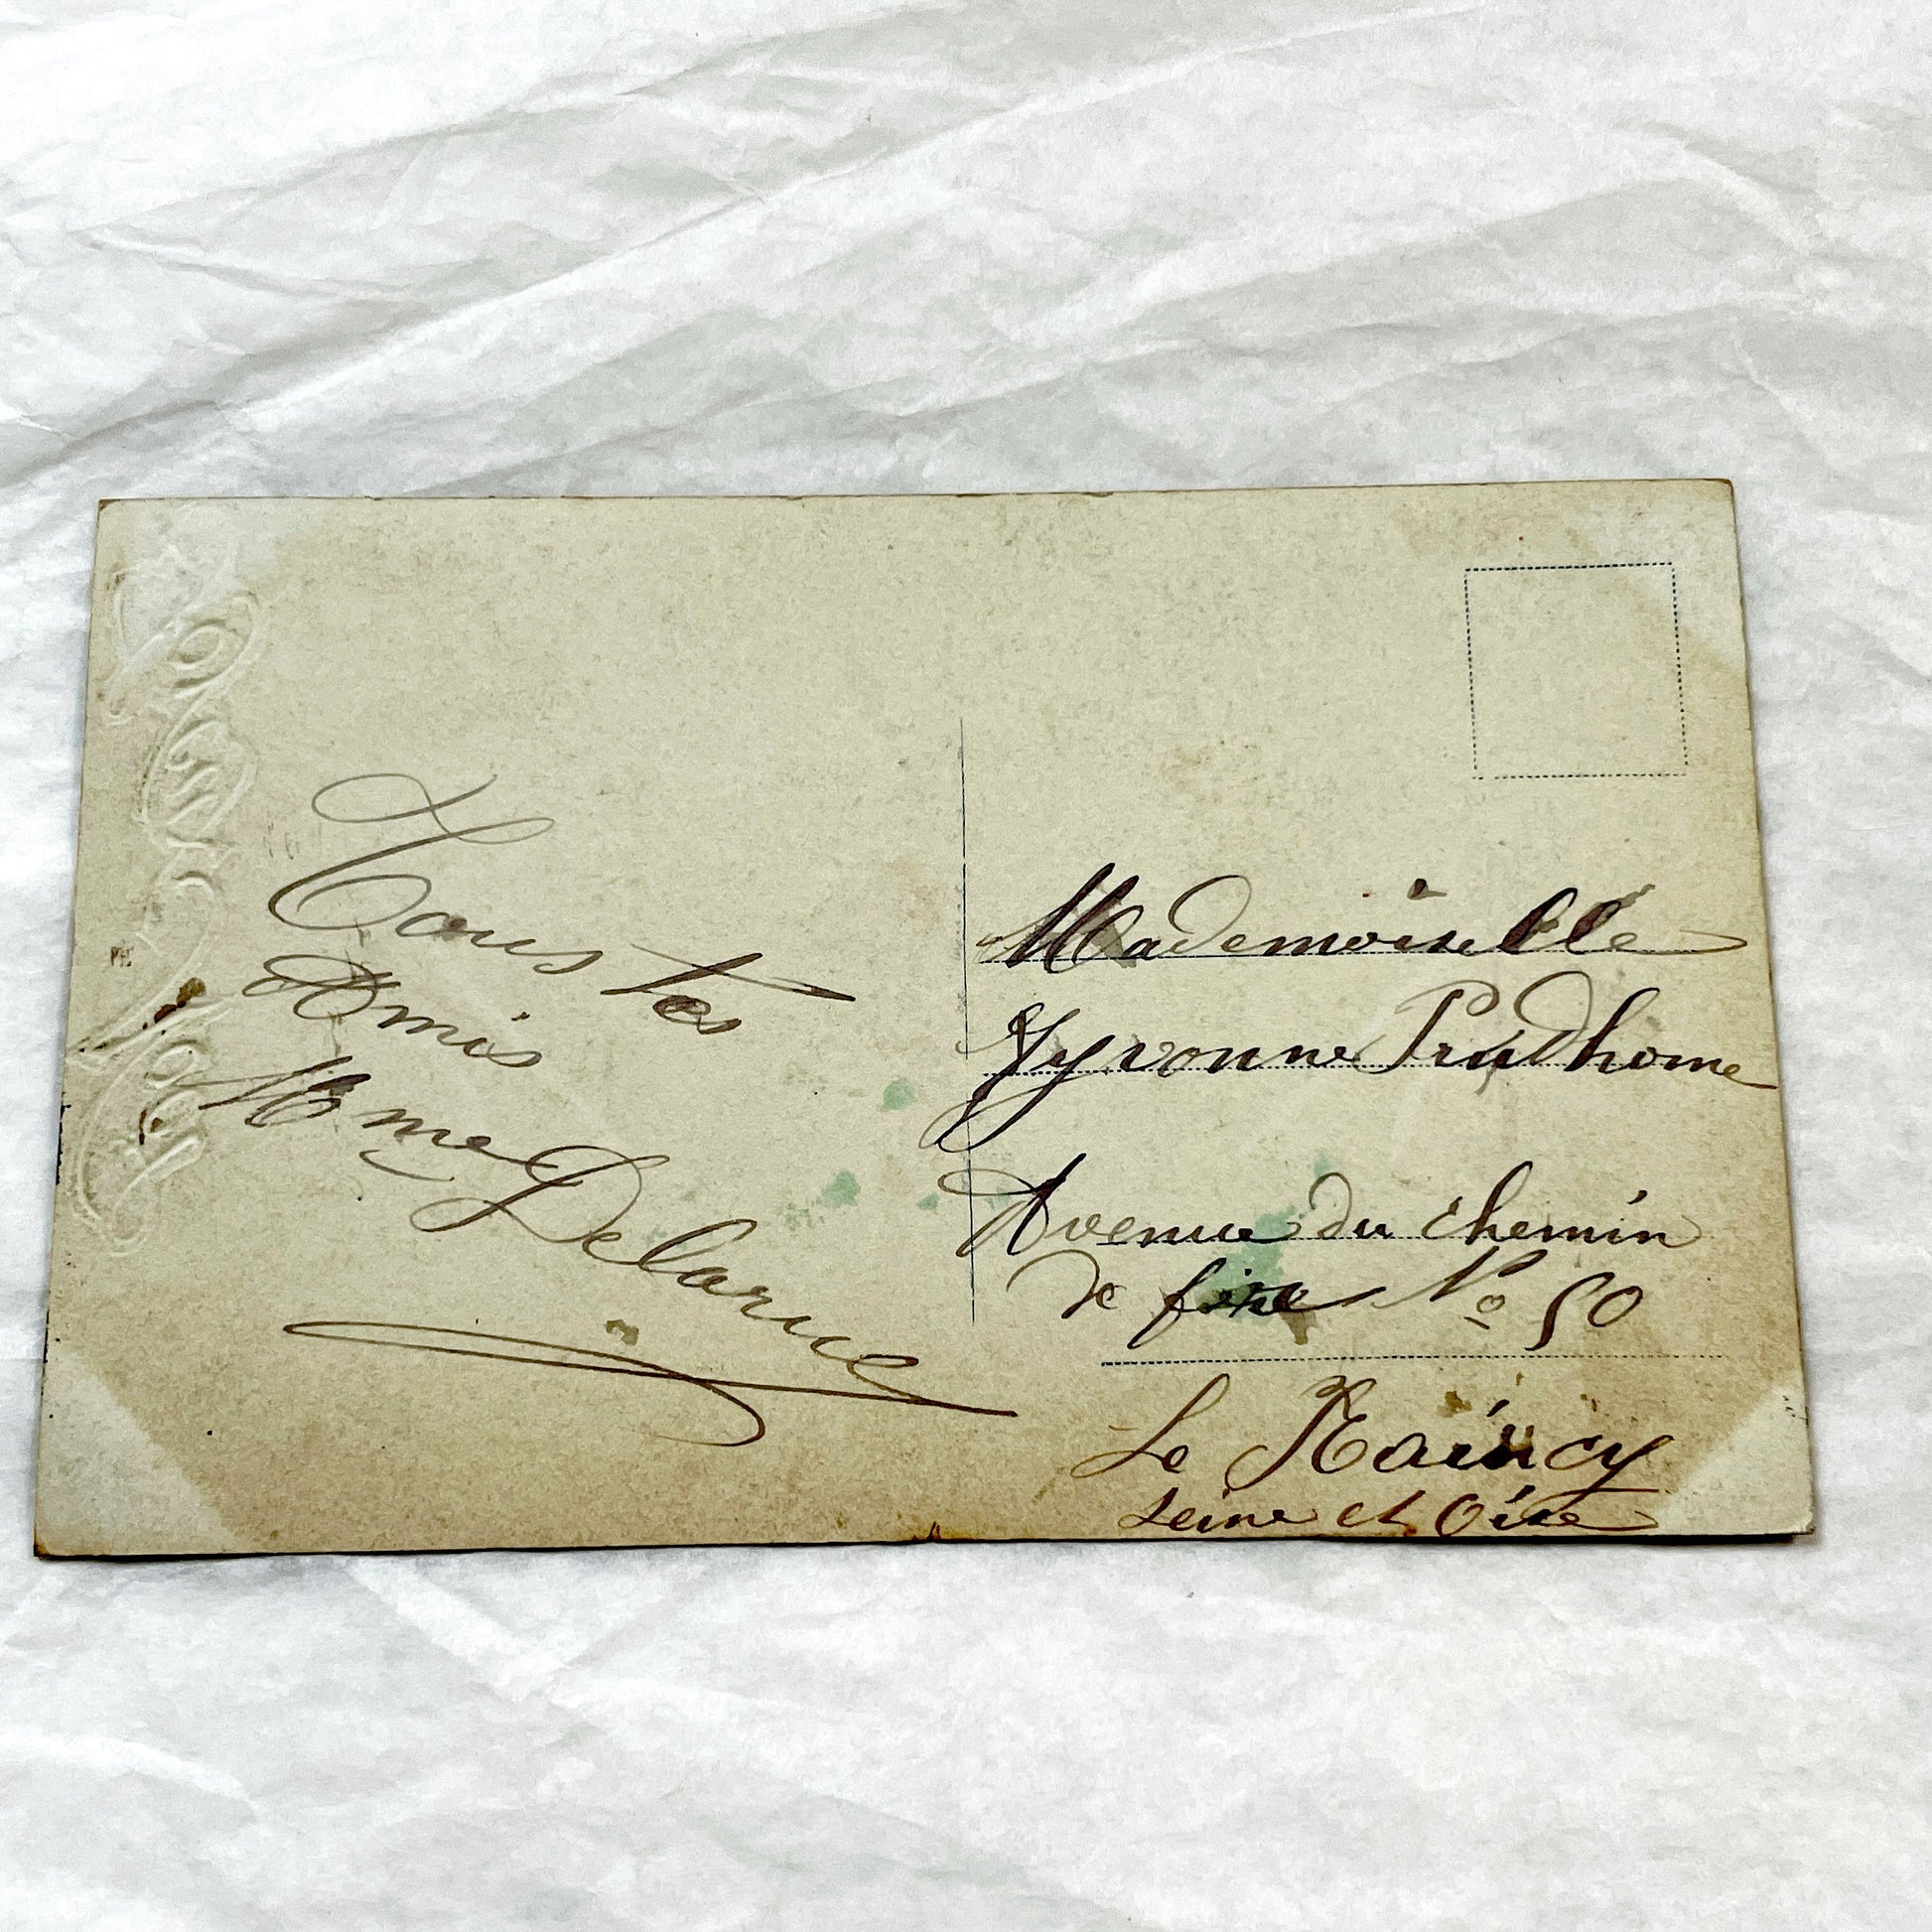 Tous tes
Amis
Mme Delarue
Mademoiselle
Yvonne Prudhome
Avenue du chemin
de fer No 50
Le Raincy
Seine et Oise